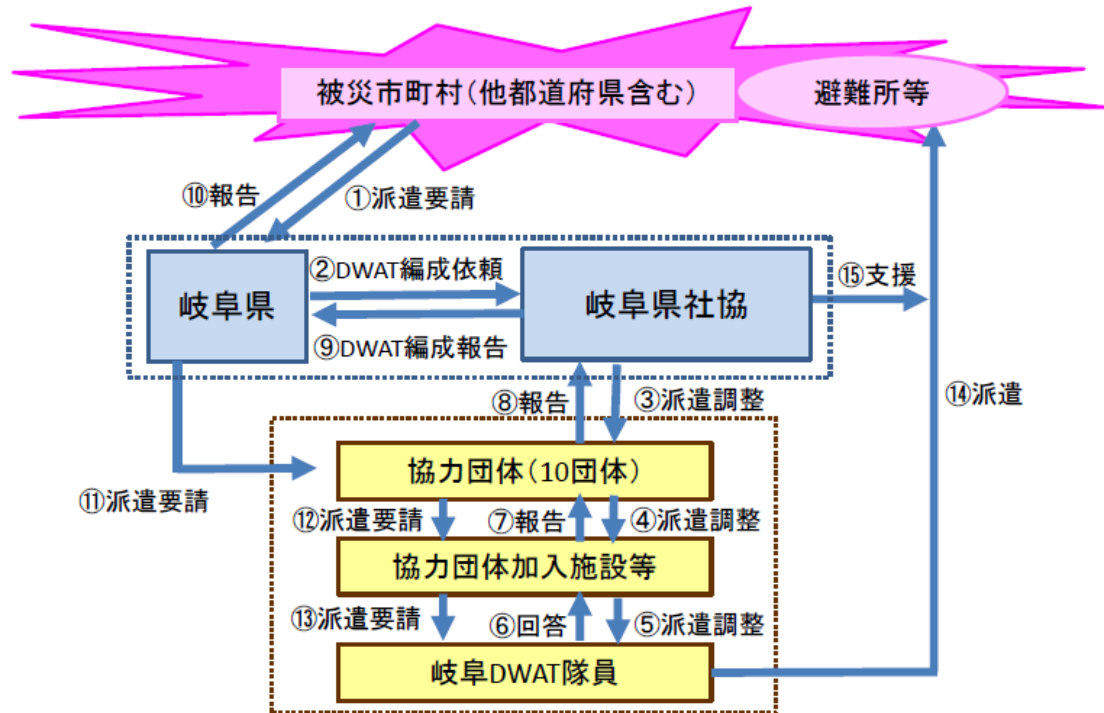 被災市町村（他都道府県含む）
避難所等
⑩報告
①派遣要請
岐阜県
②DWAT編成依頼
⑨DWAT編成報告
岐阜県社協
⑮支援
⑧報告
③派遣調整
⑭派遣
協力団体（10団体）
⑪派遣要請
⑫派遣要請
⑦報告
④派遣調整
協力団体加入施設等
⑬派遣要請
⑥回答
⑤派遣調整
岐阜DWAT隊員